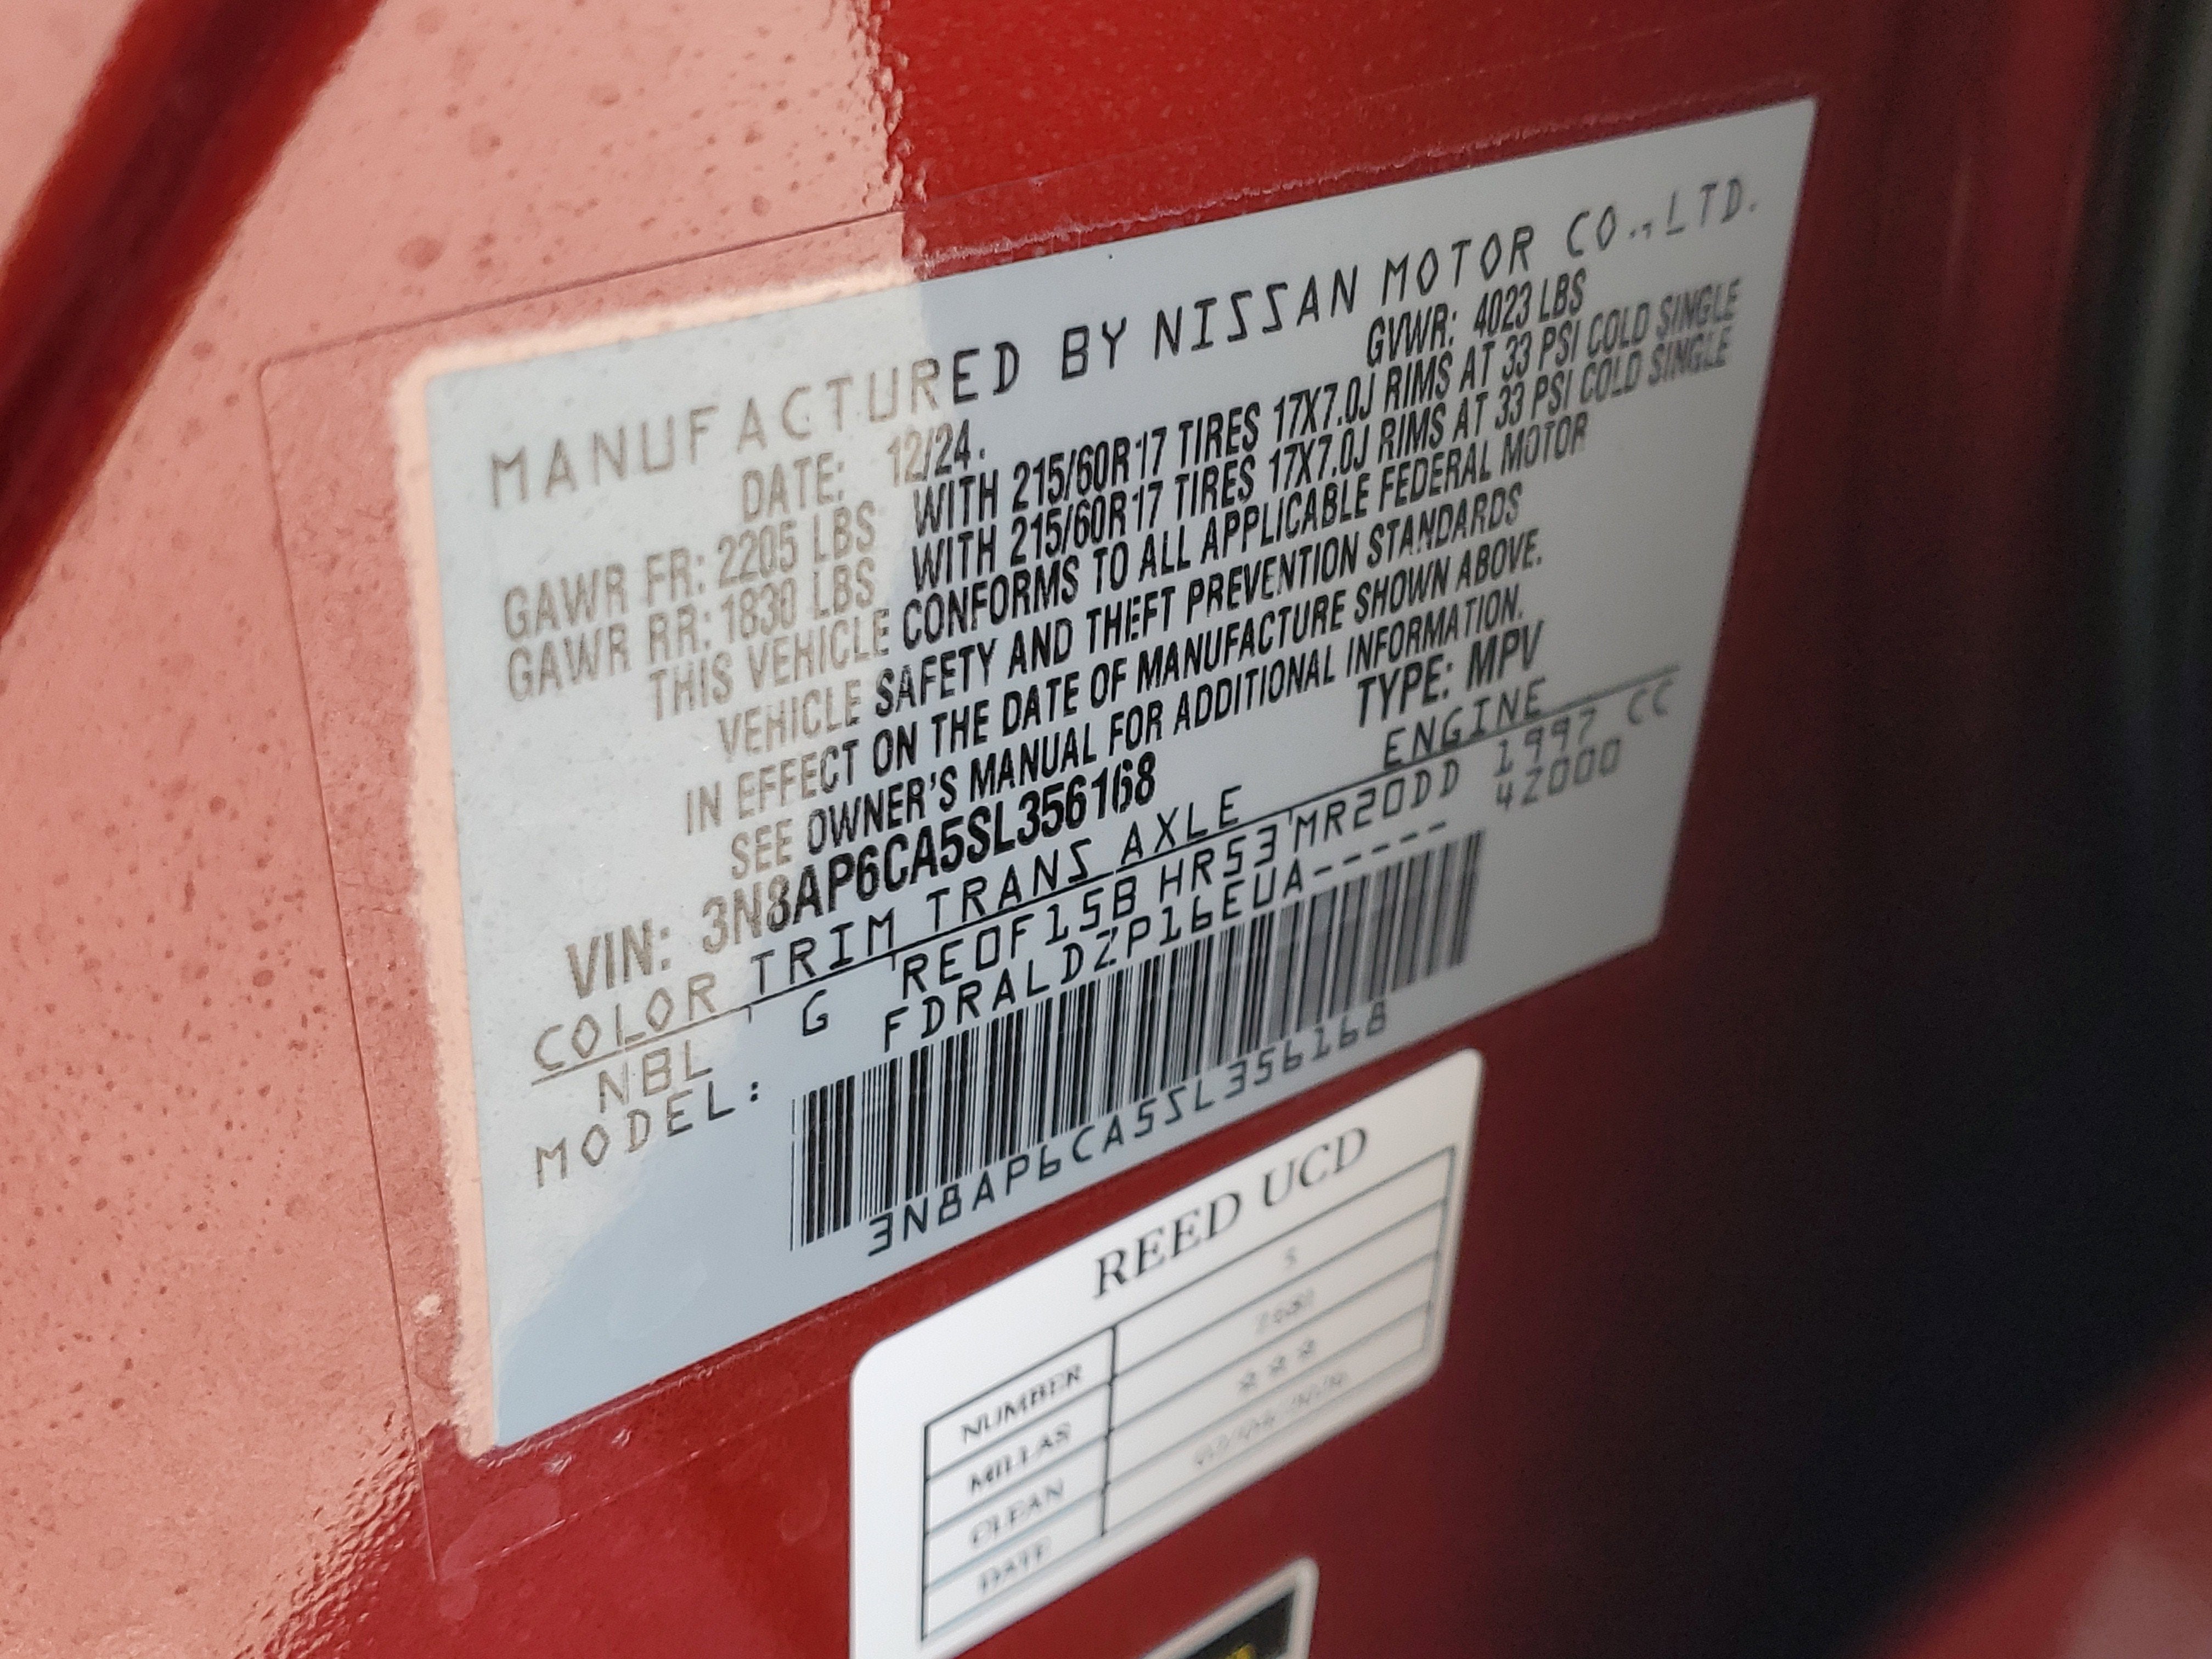 MANUFACTURED BY NISSAN MOTOR CO.,LTD.
DATE: 12/24. GVWR: 4023 LBS
GAWR FR: 2205 LBS WITH 215/60R17 TIRES 17X7.0J RIMS AT 33 PSI COLD SINGLE
GAWR RR: 1830 LBS WITH 215/60R17 TIRES 17X7.0J RIMS AT 33 PSI COLD SINGLE
THIS VEHICLE CONFORMS TO ALL APPLICABLE FEDERAL MOTOR
VEHICLE SAFETY AND THEFT PREVENTION STANDARDS
IN EFFECT ON THE DATE OF MANUFACTURE SHOWN ABOVE.
SEE OWNER'S MANUAL FOR ADDITIONAL INFORMATION.
VIN: 3N8AP6CA5SL356168 TYPE: MPV
COLOR TRIM TRANS AXLE ENGINE
NBL G RE0F15B HR53 MR20DD 1997 CC
MODEL: FDRALDZP16EUA----- 4Z000
3N8AP6CA5SL356168
REED UCD
NUMBER 5
MILLAS
CLEAN
DATE